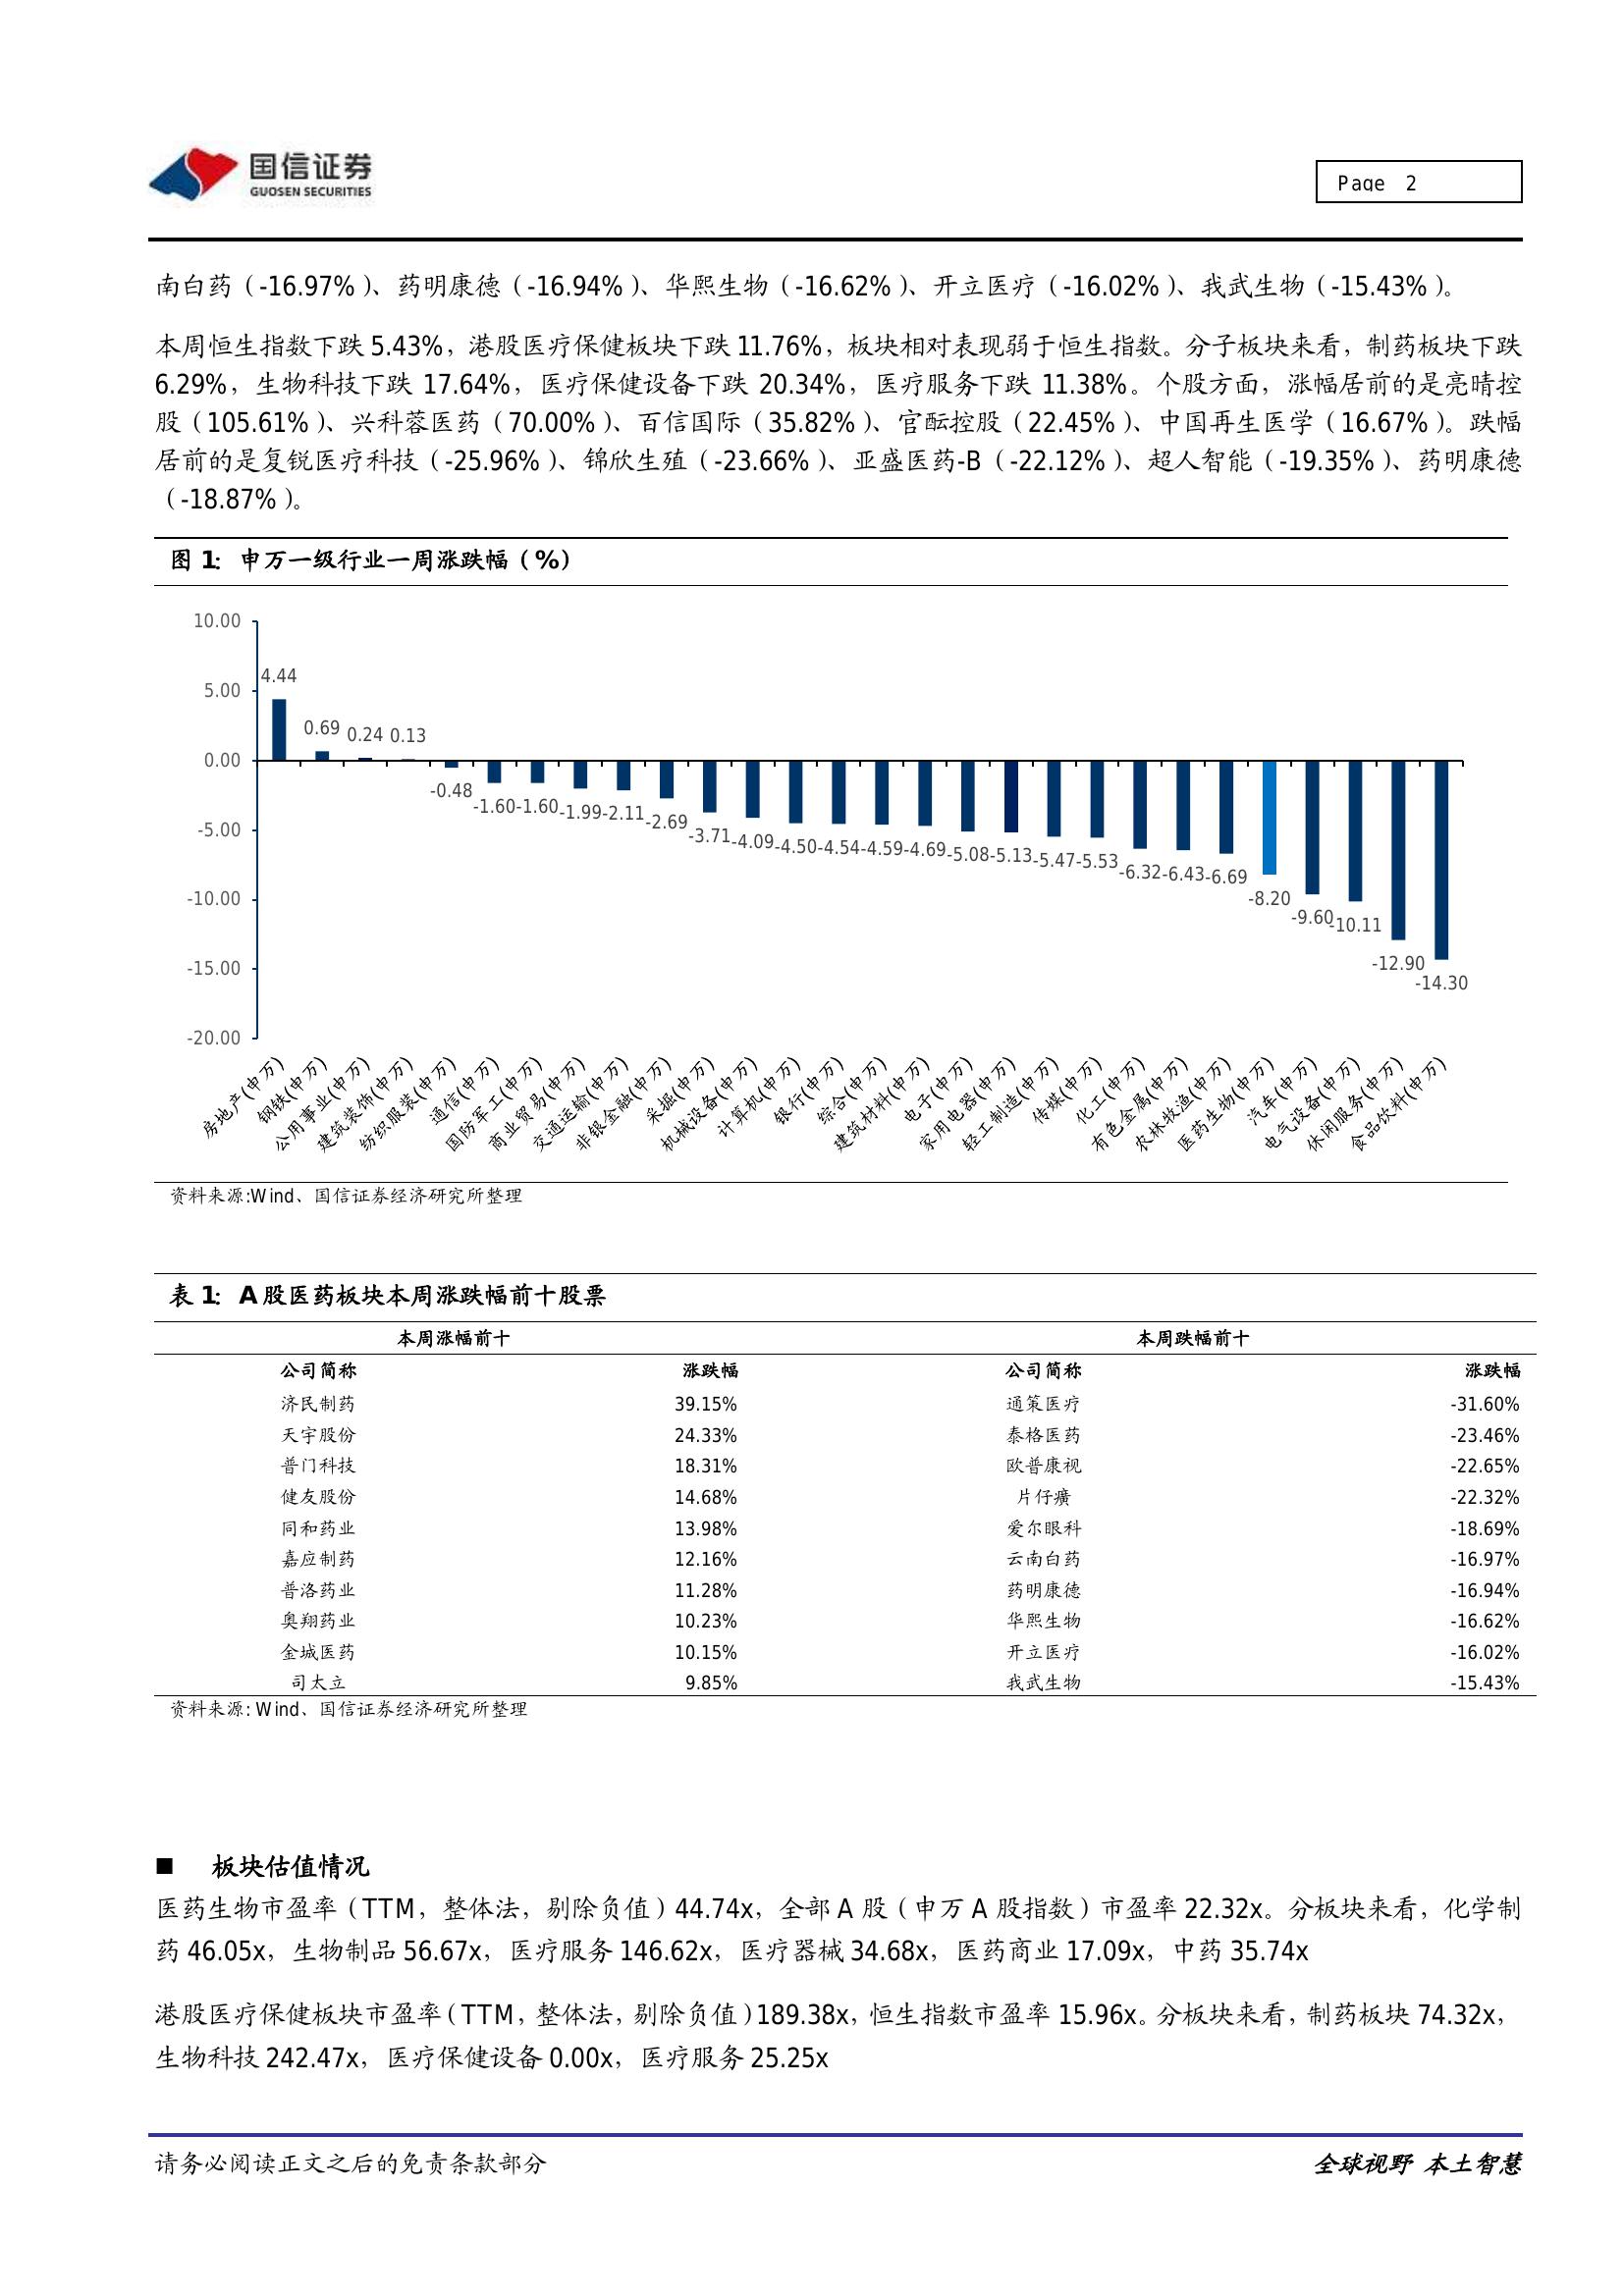 国信证券
GUOSEN SECURITIES
Page 2
南白药（-16.97%）、药明康德（-16.94%）、华熙生物（-16.62%）、开立医疗（-16.02%）、我武生物（-15.43%）。
本周恒生指数下跌 5.43%，港股医疗保健板块下跌 11.76%，板块相对表现弱于恒生指数。分子板块来看，制药板块下跌
6.29%，生物科技下跌 17.64%，医疗保健设备下跌 20.34%，医疗服务下跌 11.38%。个股方面，涨幅居前的是亮晴控
股（105.61%）、兴科蓉医药（70.00%）、百信国际（35.82%）、官酝控股（22.45%）、中国再生医学（16.67%）。跌幅
居前的是复锐医疗科技（-25.96%）、锦欣生殖（-23.66%）、亚盛医药-B（-22.12%）、超人智能（-19.35%）、药明康德
（-18.87%）。
图 1：申万一级行业一周涨跌幅（%）
10.00
5.00
0.00
-5.00
-10.00
-15.00
-20.00
4.44
0.69
0.24
0.13
-0.48
-1.60
-1.60
-1.99
-2.11
-2.69
-3.71
-4.09
-4.50
-4.54
-4.59
-4.69
-5.08
-5.13
-5.47
-5.53
-6.32
-6.43
-6.69
-8.20
-9.60
-10.11
-12.90
-14.30
房地产(申万)
钢铁(申万)
公用事业(申万)
建筑装饰(申万)
纺织服装(申万)
通信(申万)
国防军工(申万)
商业贸易(申万)
交通运输(申万)
非银金融(申万)
采掘(申万)
机械设备(申万)
计算机(申万)
银行(申万)
综合(申万)
建筑材料(申万)
电子(申万)
家用电器(申万)
轻工制造(申万)
传媒(申万)
化工(申万)
有色金属(申万)
农林牧渔(申万)
医药生物(申万)
汽车(申万)
电气设备(申万)
休闲服务(申万)
食品饮料(申万)
资料来源:Wind、国信证券经济研究所整理
表 1：A 股医药板块本周涨跌幅前十股票
本周涨幅前十 本周跌幅前十
公司简称 涨跌幅 公司简称 涨跌幅
济民制药 39.15% 通策医疗 -31.60%
天宇股份 24.33% 泰格医药 -23.46%
普门科技 18.31% 欧普康视 -22.65%
健友股份 14.68% 片仔癀 -22.32%
同和药业 13.98% 爱尔眼科 -18.69%
嘉应制药 12.16% 云南白药 -16.97%
普洛药业 11.28% 药明康德 -16.94%
奥翔药业 10.23% 华熙生物 -16.62%
金城医药 10.15% 开立医疗 -16.02%
司太立 9.85% 我武生物 -15.43%
资料来源: Wind、国信证券经济研究所整理
■ 板块估值情况
医药生物市盈率（TTM，整体法，剔除负值）44.74x，全部 A 股（申万 A 股指数）市盈率 22.32x。分板块来看，化学制
药 46.05x，生物制品 56.67x，医疗服务 146.62x，医疗器械 34.68x，医药商业 17.09x，中药 35.74x
港股医疗保健板块市盈率（TTM，整体法，剔除负值）189.38x，恒生指数市盈率 15.96x。分板块来看，制药板块 74.32x，
生物科技 242.47x，医疗保健设备 0.00x，医疗服务 25.25x
请务必阅读正文之后的免责条款部分
全球视野 本土智慧